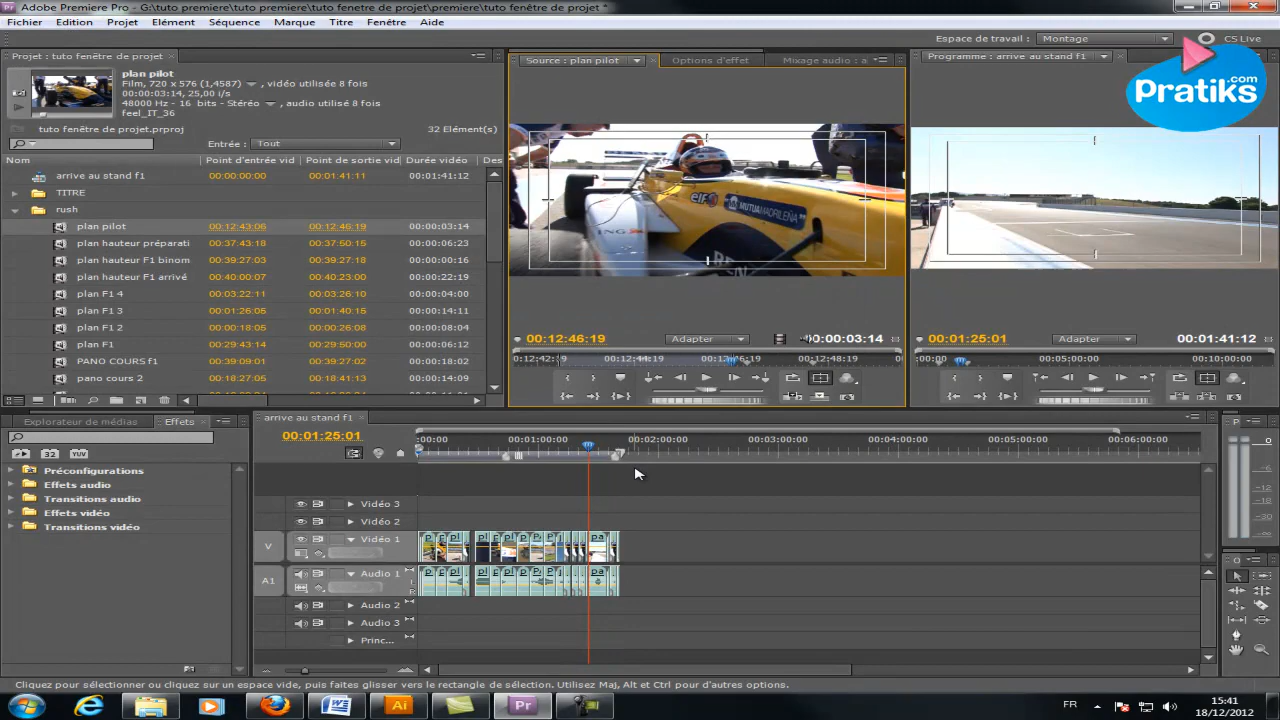 Adobe Premiere Pro - G:\tuto premiere\tuto premiere\tuto fenetre de projet\premiere\tuto fenêtre de projet *
Fichier Edition Projet Elément Séquence Marque Titre Fenêtre Aide
Espace de travail : Montage CS Live
Pratiks.com
Projet : tuto fenêtre de projet
plan pilot
Film, 720 x 576 (1,4587) , vidéo utilisée 8 fois
00:00:03:14, 25,00 i/s
48000 Hz - 16 bits - Stéréo , audio utilisé 8 fois
feel_IT_36
tuto fenêtre de projet.prproj 32 Elément(s)
Entrée : Tout
Nom Point d'entrée vid Point de sortie vid Durée vidéo Des
arrive au stand f1 00:00:00:00 00:01:41:11 00:01:41:12
TITRE
rush
plan pilot 00:12:43:06 00:12:46:19 00:00:03:14
plan hauteur préparati 00:37:43:18 00:37:50:15 00:00:06:23
plan hauteur F1 binom 00:39:27:03 00:39:27:18 00:00:00:16
plan hauteur F1 arrivé 00:40:00:07 00:40:23:00 00:00:22:19
plan F1 4 00:03:22:11 00:03:26:10 00:00:04:00
plan F1 3 00:01:26:05 00:01:40:15 00:00:14:11
plan F1 2 00:00:18:05 00:00:26:08 00:00:08:04
plan F1 00:29:43:14 00:29:50:00 00:00:06:12
PANO COURS f1 00:39:09:01 00:39:27:02 00:00:18:02
pano cours 2 00:18:27:05 00:18:41:13 00:00:14:09
Source : plan pilot Options d'effet Mixage audio : a
elf MUTUAMADRILEÑA
ING
REN
00:12:46:19 Adapter 00:00:03:14
0:12:42:19 00:12:44:19 00:12:46:19 00:12:48:19 0
Programme : arrive au stand f1
00:01:25:01 Adapter 00:01:41:12
:00:00 00:05:00:00 00:10:00:00
Explorateur de médias Effets
32 YUV
Préconfigurations
Effets audio
Transitions audio
Effets vidéo
Transitions vidéo
arrive au stand f1
00:01:25:01
:00:00 00:01:00:00 00:02:00:00 00:03:00:00 00:04:00:00 00:05:00:00 00:06:00:00
Vidéo 3
Vidéo 2
V Vidéo 1
A1 Audio 1
Audio 2
Audio 3
Princ...
0
-12
-30
Cliquez pour sélectionner ou cliquez sur un espace vide, puis faites glisser vers le rectangle de sélection. Utilisez Maj, Alt et Ctrl pour d'autres options.
Ai Pr
FR 15:41
18/12/2012